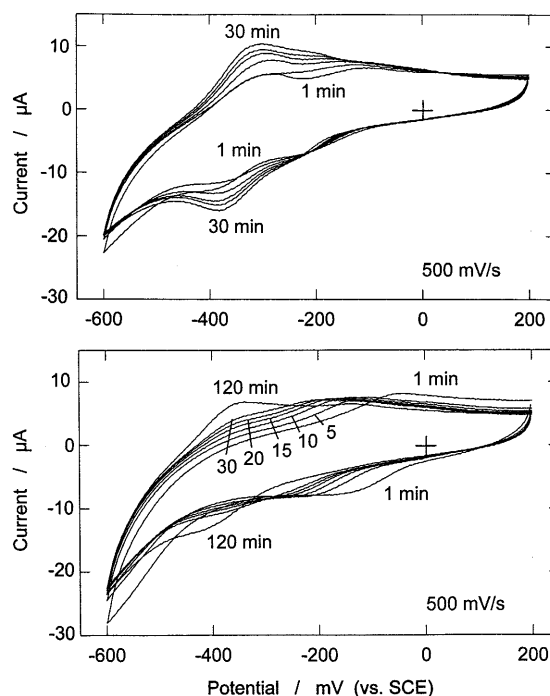 10
0
-10
-20
-30
Current / µA
30 min
1 min
1 min
30 min
500 mV/s
-600 -400 -200 0 200
10
0
-10
-20
-30
Current / µA
120 min
1 min
30 20 15 10 5
1 min
120 min
500 mV/s
-600 -400 -200 0 200
Potential / mV (vs. SCE)